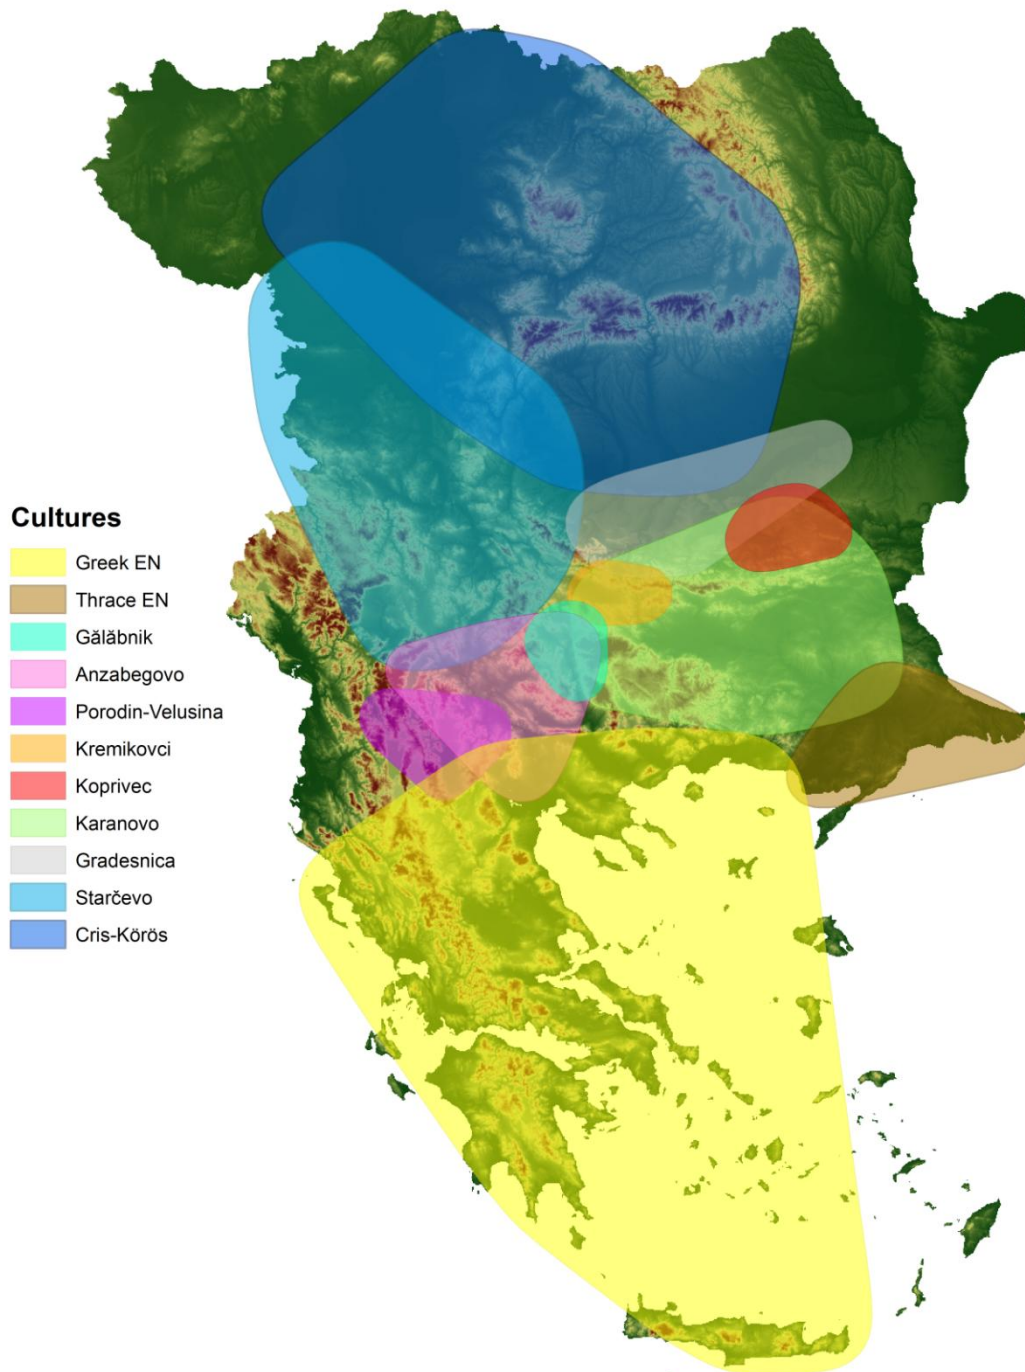 Cultures
Greek EN
Thrace EN
Gălăbnik
Anzabegovo
Porodin-Velusina
Kremikovci
Koprivec
Karanovo
Gradesnica
Starčevo
Cris-Körös